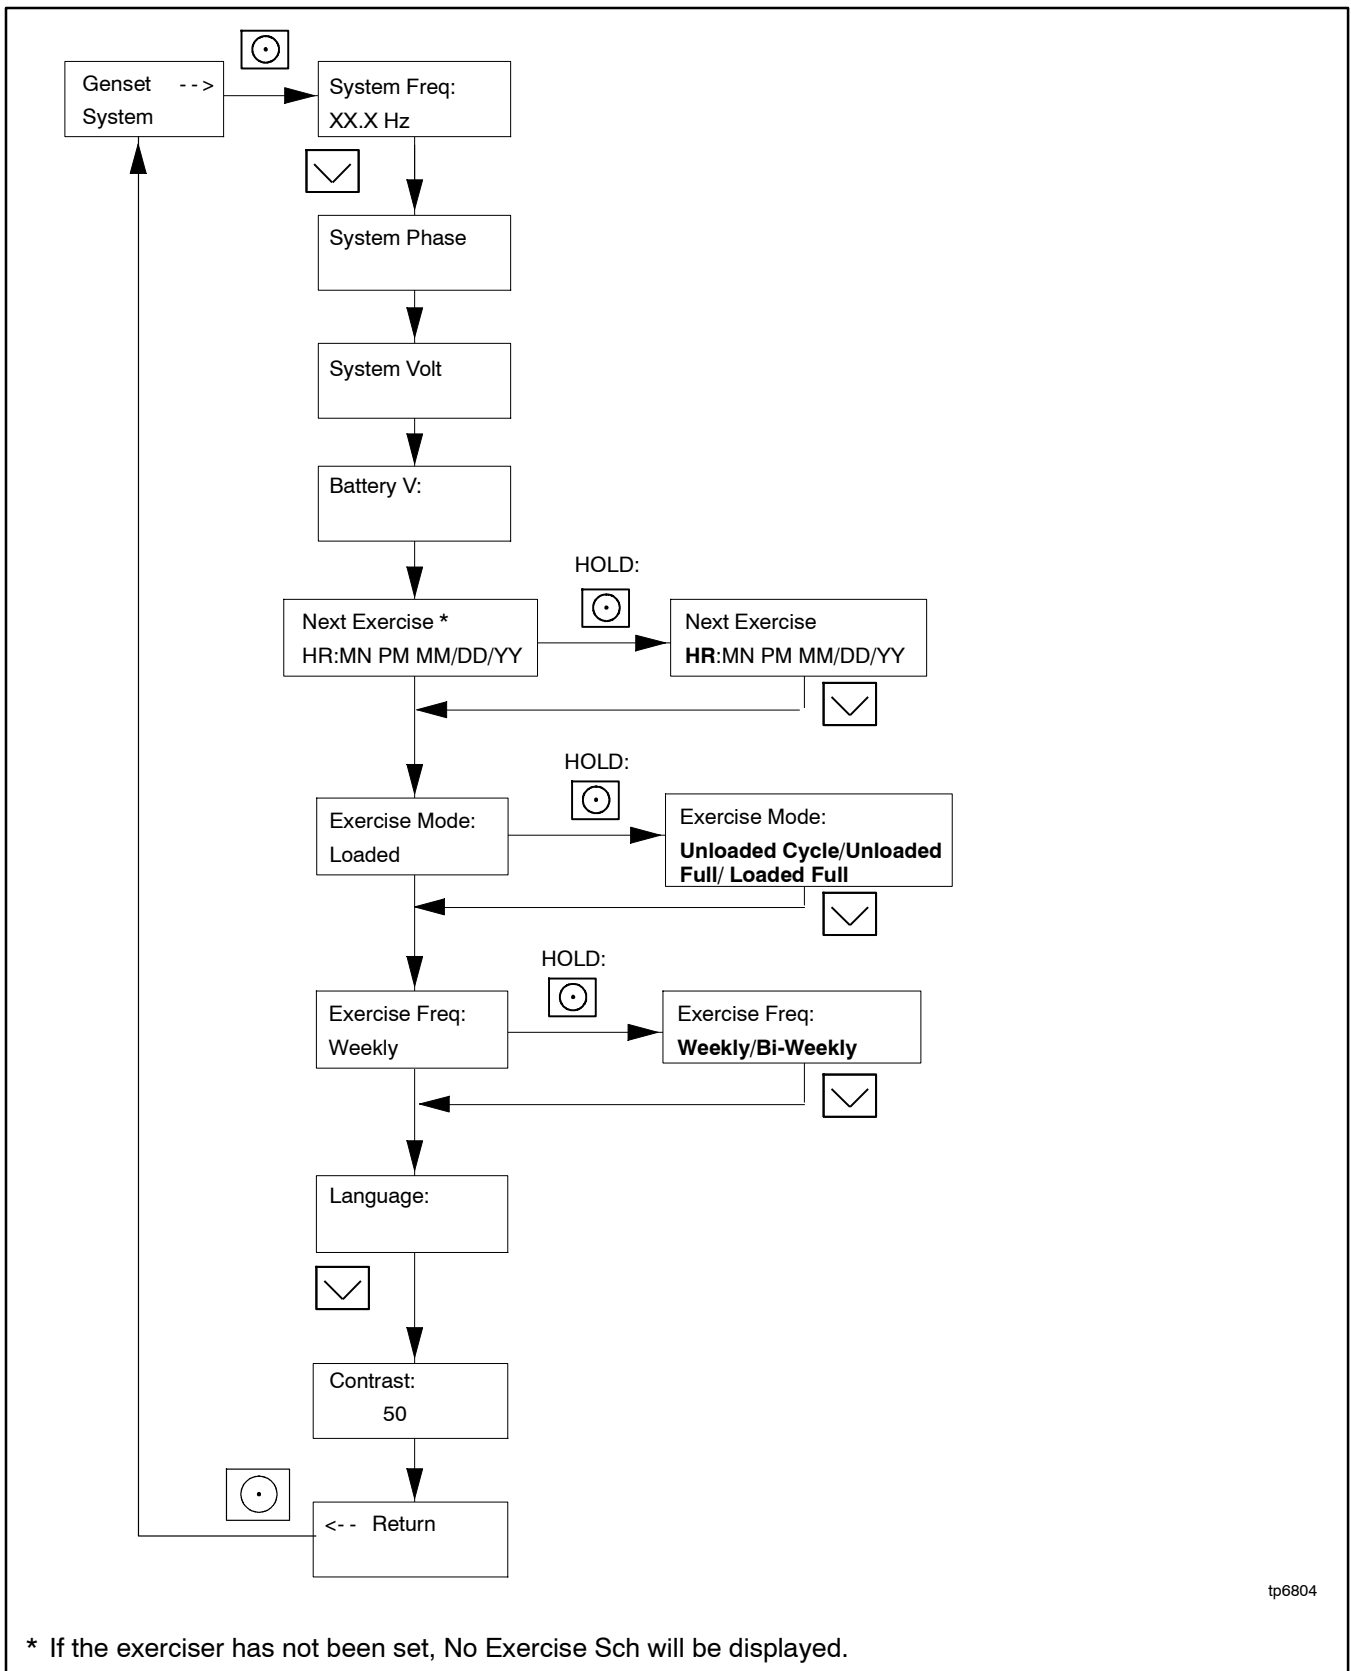 Genset -->
System
System Freq:
XX.X Hz
System Phase
System Volt
Battery V:
HOLD:
Next Exercise *
HR:MN PM MM/DD/YY
Next Exercise
HR:MN PM MM/DD/YY
HOLD:
Exercise Mode:
Loaded
Exercise Mode:
Unloaded Cycle/Unloaded
Full/ Loaded Full
HOLD:
Exercise Freq:
Weekly
Exercise Freq:
Weekly/Bi-Weekly
Language:
Contrast:
50
<-- Return
tp6804
* If the exerciser has not been set, No Exercise Sch will be displayed.